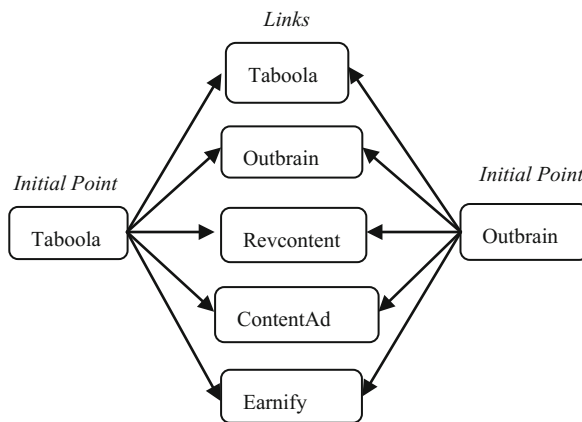 Links
Taboola
Outbrain
Initial Point
Initial Point
Taboola
Revcontent
Outbrain
ContentAd
Earnify